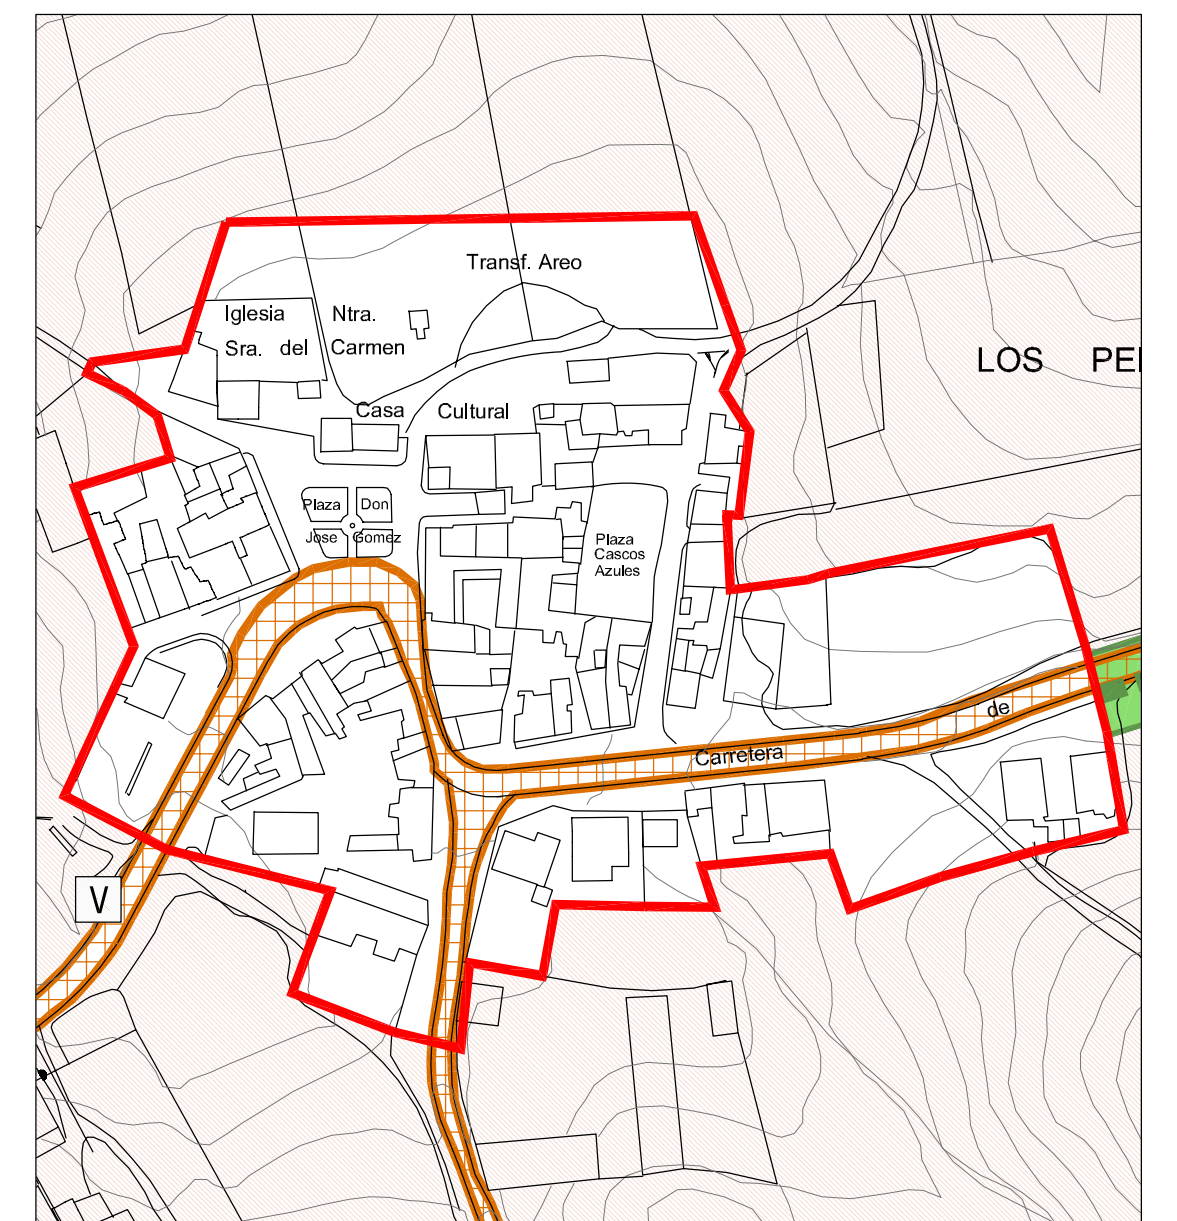 Transf. Areo
Iglesia Ntra.
Sra. del Carmen
LOS PE
Casa Cultural
Plaza Don
Jose Gomez
Plaza
Cascos
Azules
de
Carretera
V